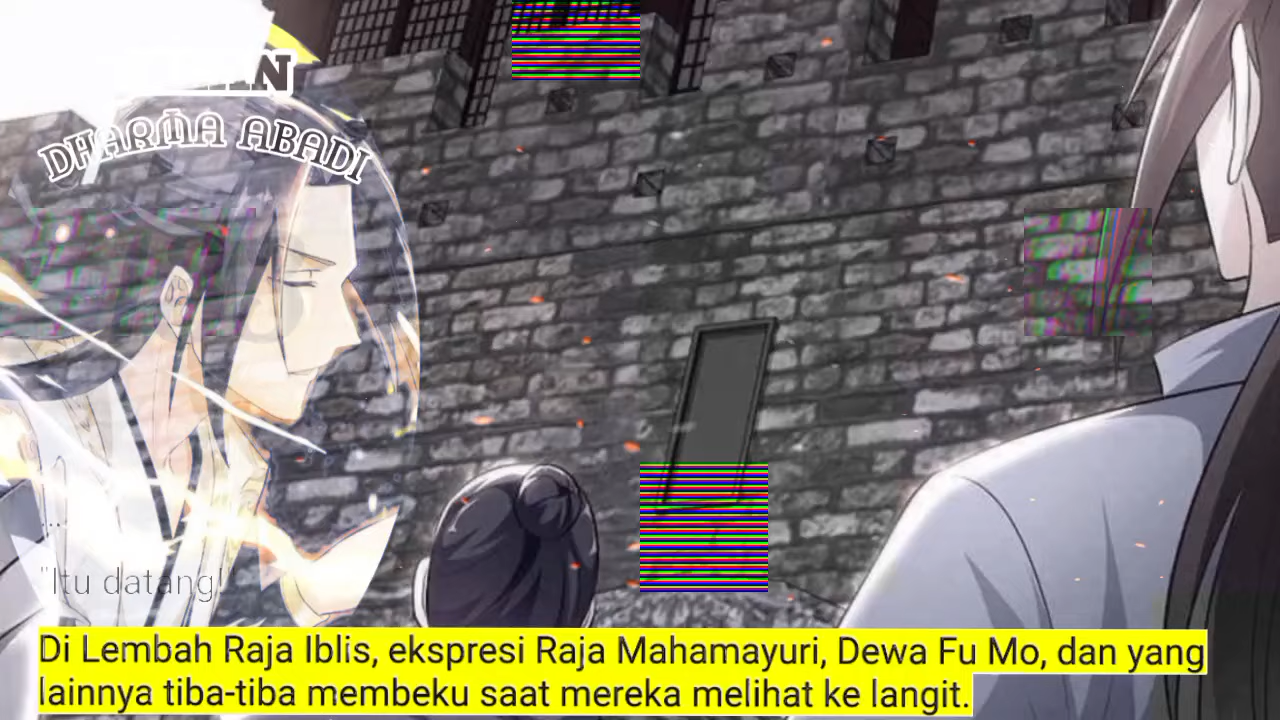 DHARMA ABADI
"Itu datang!"
Di Lembah Raja Iblis, ekspresi Raja Mahamayuri, Dewa Fu Mo, dan yang
lainnya tiba-tiba membeku saat mereka melihat ke langit.